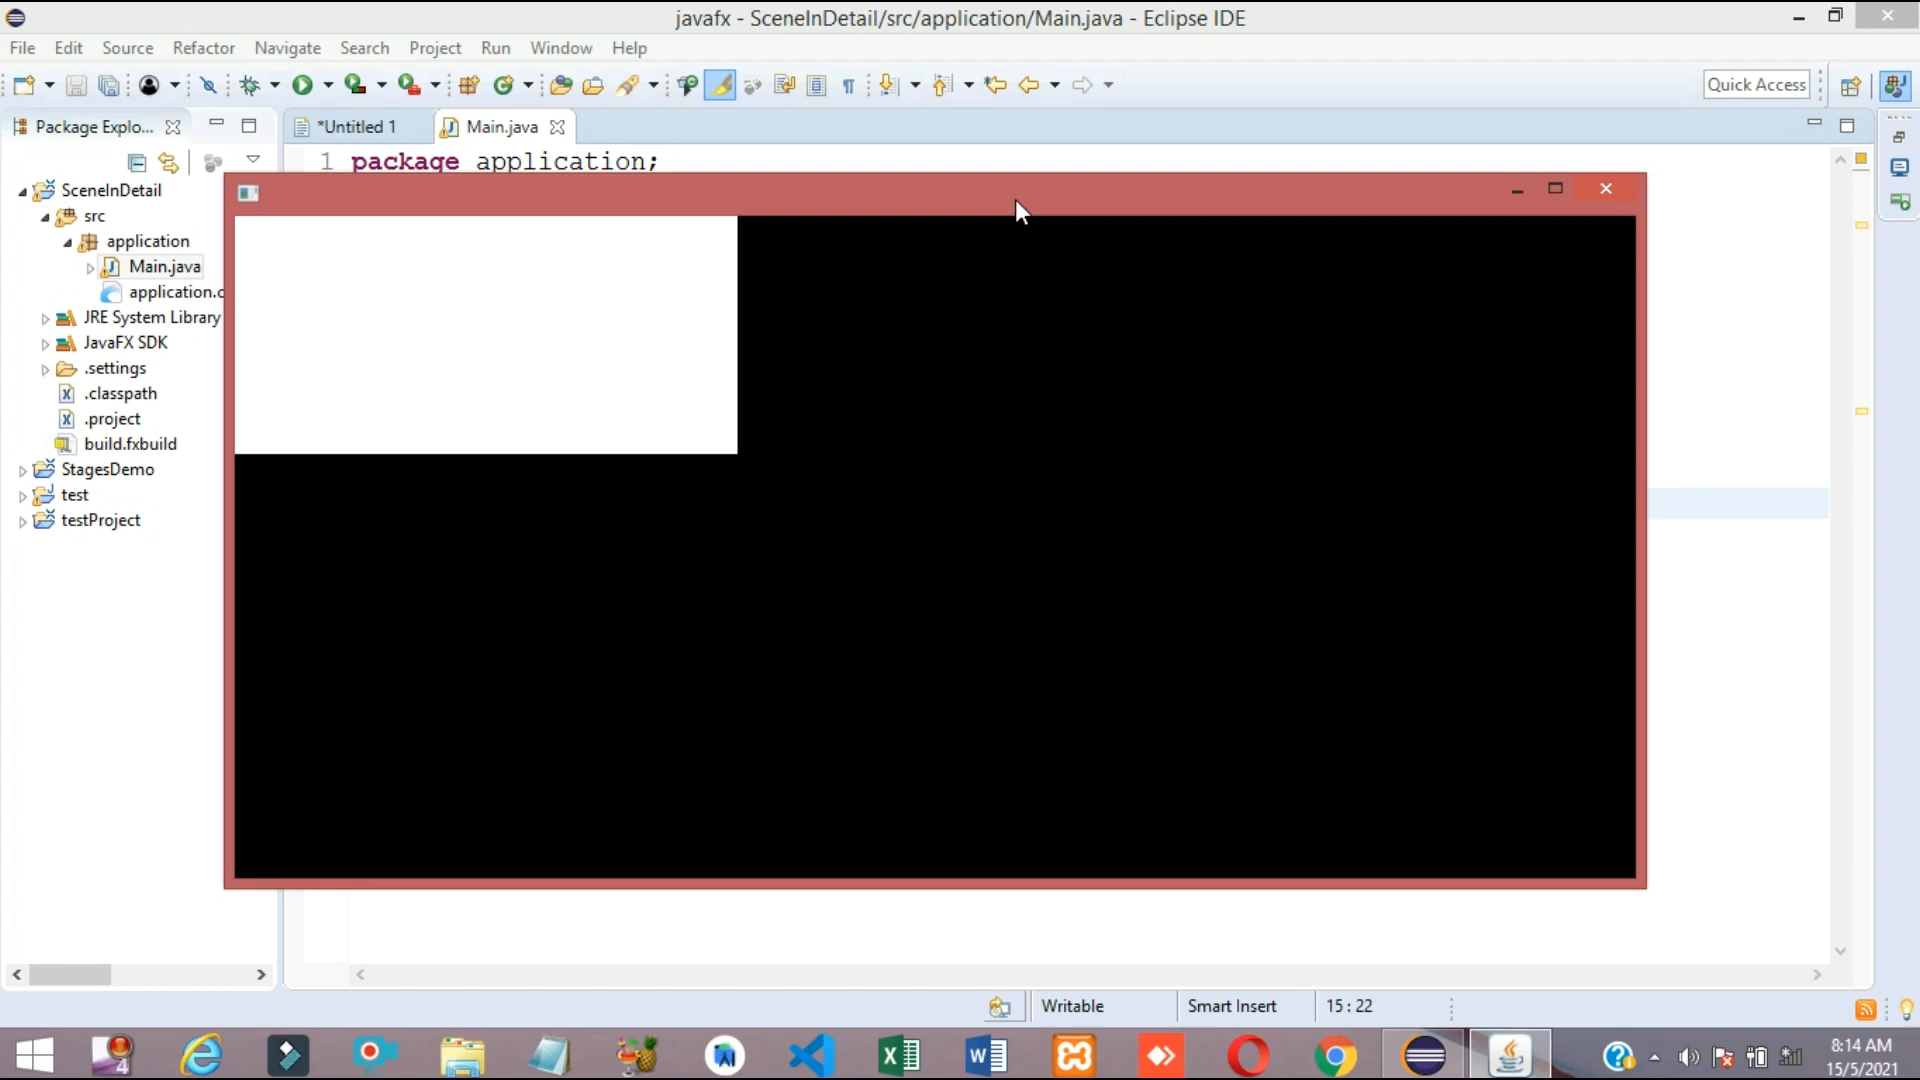 javafx - SceneInDetail/src/application/Main.java - Eclipse IDE
File Edit Source Refactor Navigate Search Project Run Window Help
Quick Access
Package Explo...
*Untitled 1
Main.java
1 package application;
SceneInDetail
src
application
Main.java
application.c
JRE System Library
JavaFX SDK
.settings
.classpath
.project
build.fxbuild
StagesDemo
test
testProject
Writable
Smart Insert
15 : 22
4
8:14 AM
15/5/2021